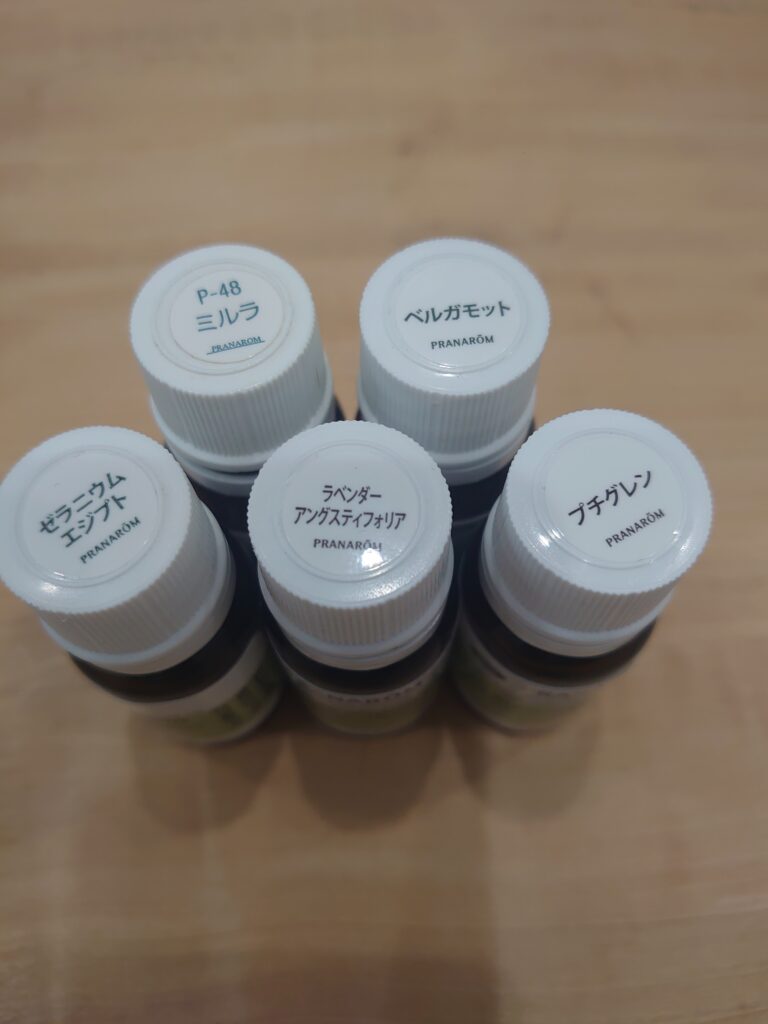 P-48
ミルラ
PRANAROM
ベルガモット
PRANARŌM
ゼラニウム
エジプト
PRANARŌM
ラベンダー
アングスティフォリア
PRANARŌM
プチグレン
PRANARŌM